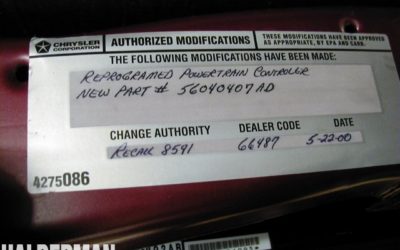 CHRYSLER CORPORATION
AUTHORIZED MODIFICATIONS
THESE MODIFICATIONS HAVE BEEN APPROVED
AS APPROPRIATE, BY EPA AND CARB.
THE FOLLOWING MODIFICATIONS HAVE BEEN MADE:
REPROGRAMED POWERTRAIN CONTROLER
NEW PART # 56040407AD
CHANGE AUTHORITY DEALER CODE DATE
RECALL 8591 66487 5-22-00
4275086
HALDERMAN